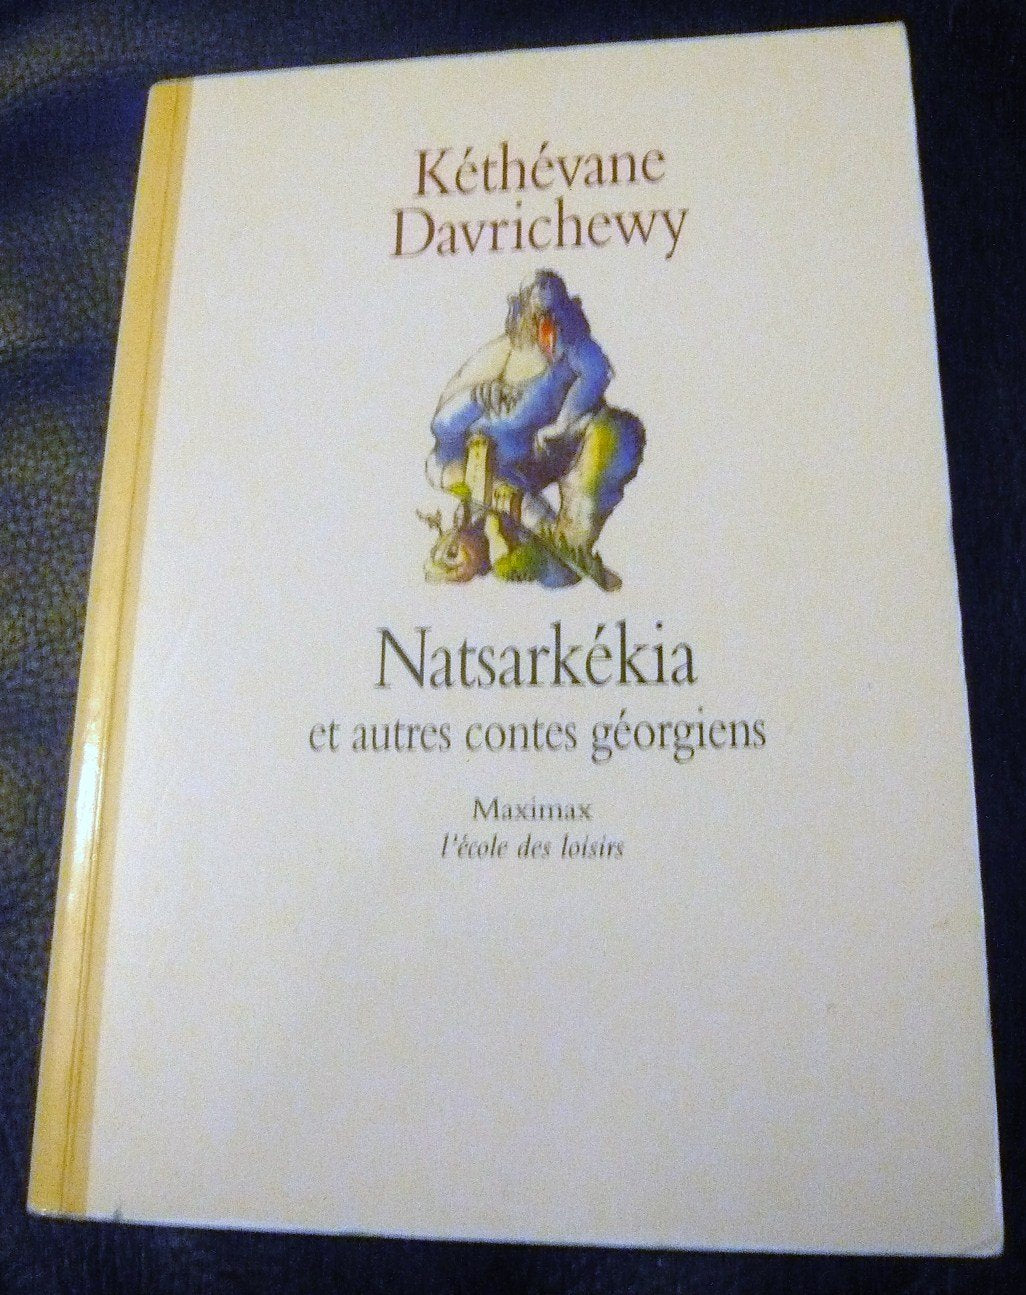 Kéthévane
Davrichewy
Natsarkékia
et autres contes géorgiens
Maximax
l'école des loisirs